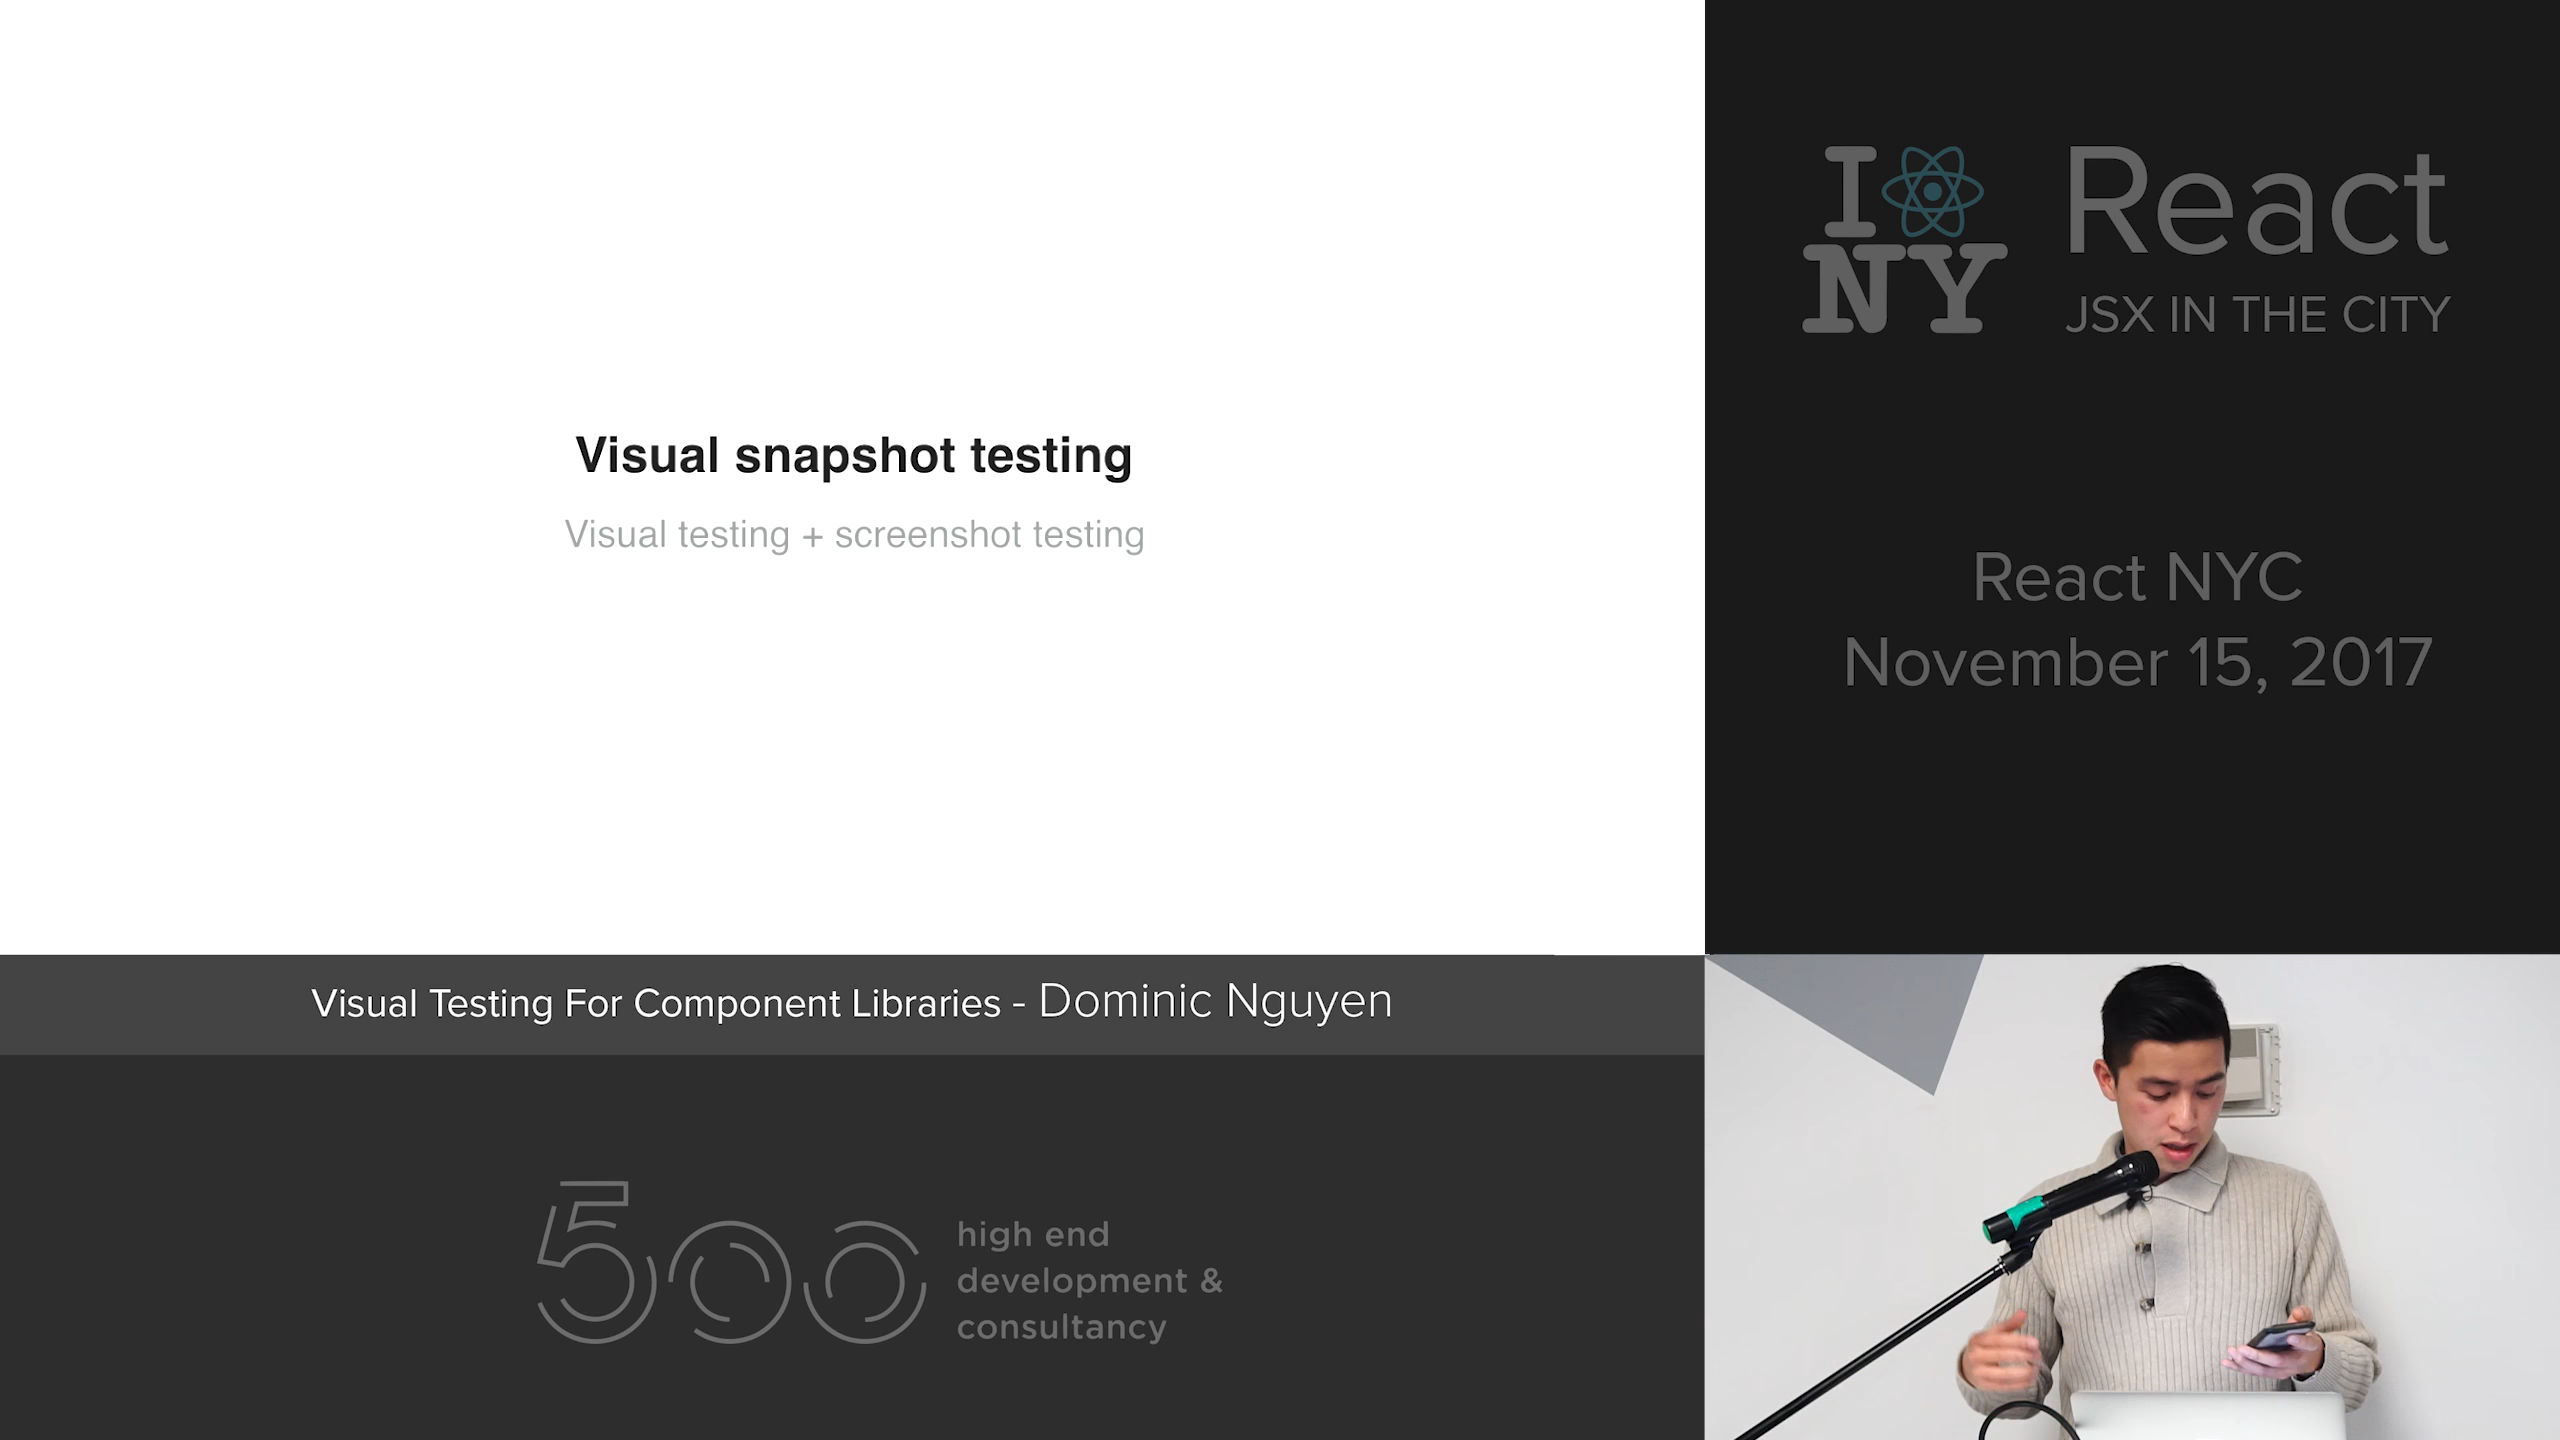 Visual snapshot testing
Visual testing + screenshot testing
I NY
React
JSX IN THE CITY
React NYC
November 15, 2017
Visual Testing For Component Libraries - Dominic Nguyen
500
high end
development &
consultancy